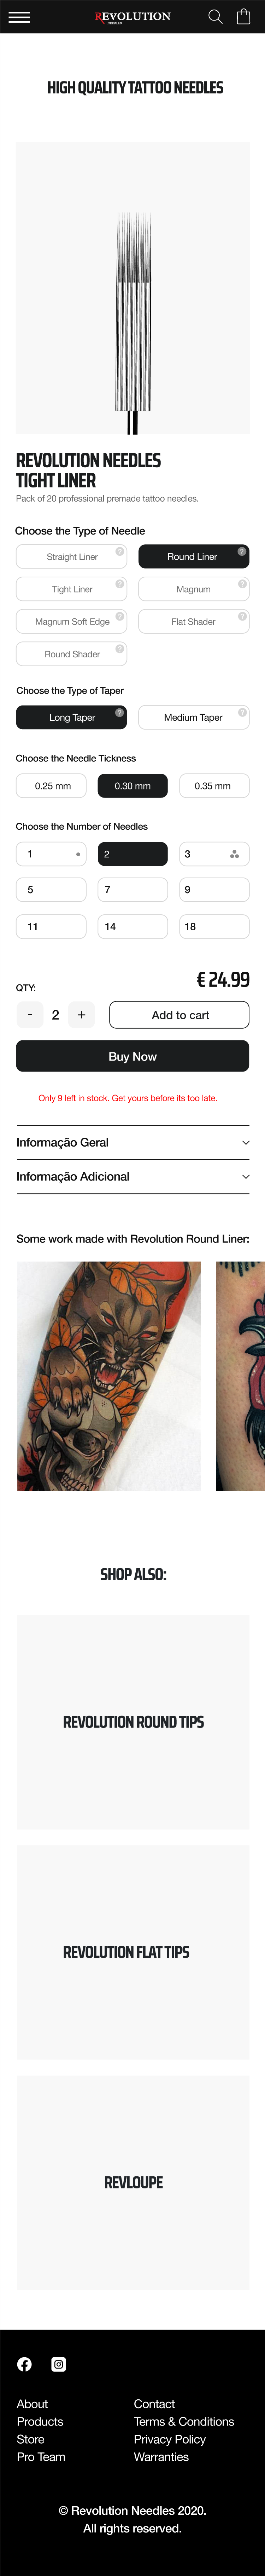 REVOLUTION
NEEDLES
HIGH QUALITY TATTOO NEEDLES
REVOLUTION NEEDLES
TIGHT LINER
Pack of 20 professional premade tattoo needles.
Choose the Type of Needle
Straight Liner ?
Round Liner ?
Tight Liner ?
Magnum ?
Magnum Soft Edge ?
Flat Shader ?
Round Shader ?
Choose the Type of Taper
Long Taper ?
Medium Taper ?
Choose the Needle Tickness
0.25 mm
0.30 mm
0.35 mm
Choose the Number of Needles
1
2
3
5
7
9
11
14
18
€ 24.99
QTY:
- 2 +
Add to cart
Buy Now
Only 9 left in stock. Get yours before its too late.
Informação Geral
Informação Adicional
Some work made with Revolution Round Liner:
SHOP ALSO:
REVOLUTION ROUND TIPS
REVOLUTION FLAT TIPS
REVLOUPE
About
Contact
Products
Terms & Conditions
Store
Privacy Policy
Pro Team
Warranties
© Revolution Needles 2020.
All rights reserved.